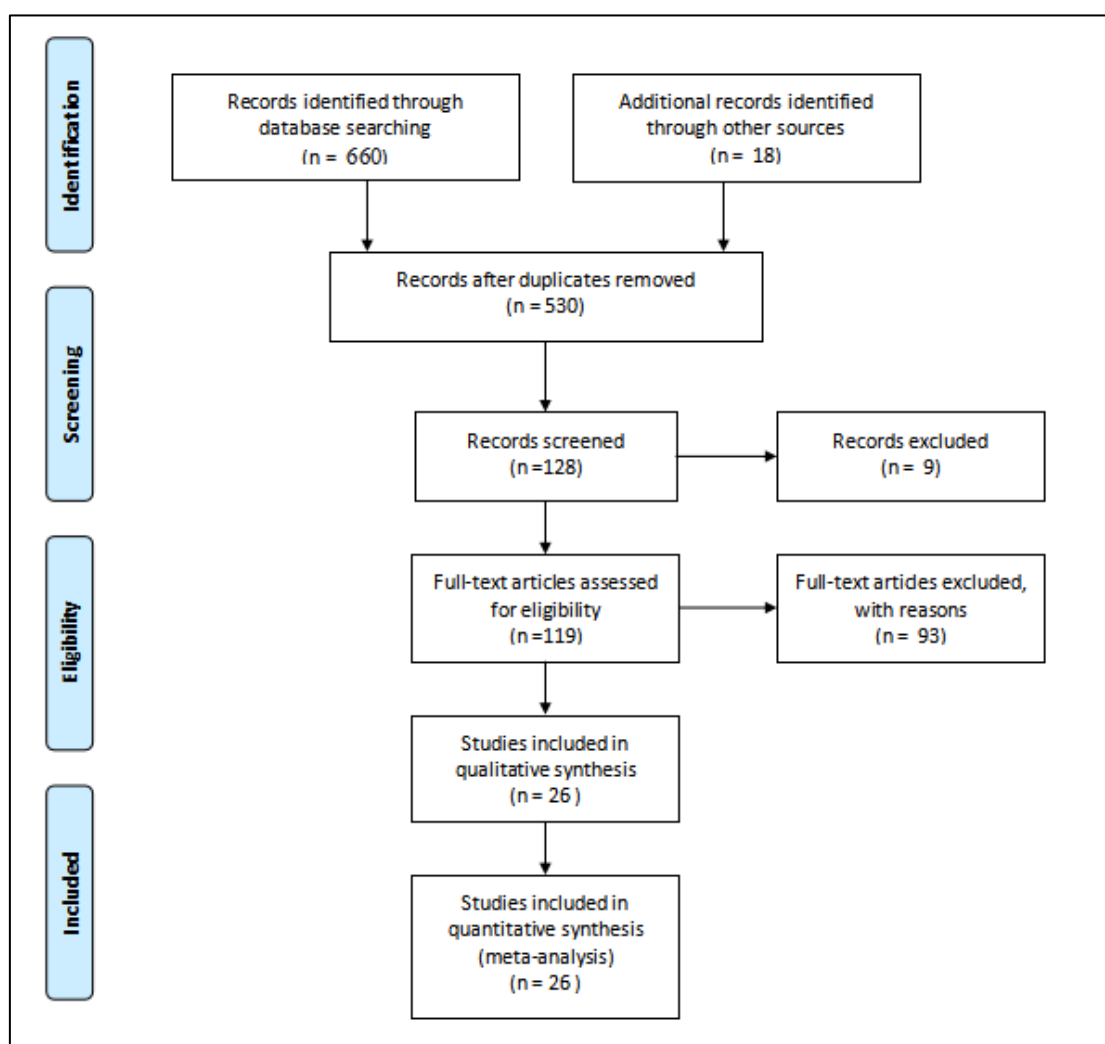 Identification
Records identified through
database searching
(n = 660)
Additional records identified
through other sources
(n = 18)
Records after duplicates removed
(n = 530)
Screening
Records screened
(n =128)
Records excluded
(n = 9)
Eligibility
Full-text articles assessed
for eligibility
(n =119)
Full-text articles excluded,
with reasons
(n = 93)
Studies included in
qualitative synthesis
(n = 26 )
Included
Studies included in
quantitative synthesis
(meta-analysis)
(n = 26 )